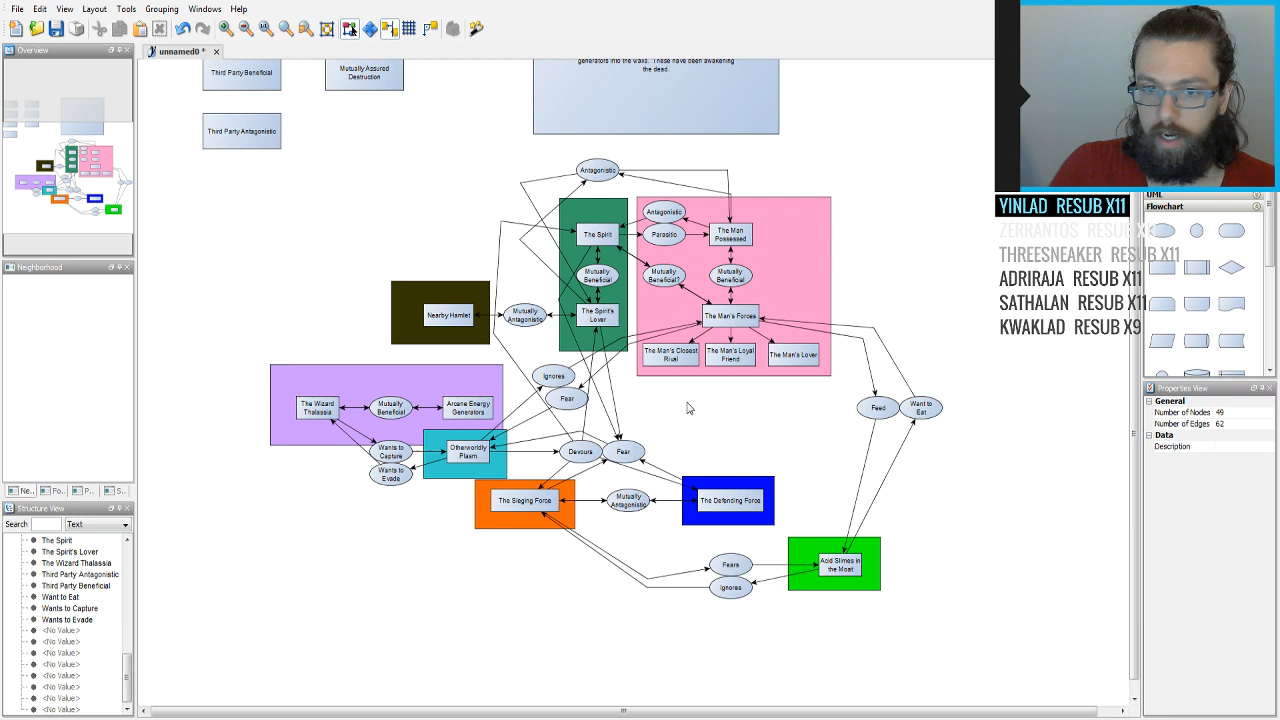 File Edit View Layout Tools Grouping Windows Help
Overview
unnamed0 *
generators into the walls. These have been awakening
the dead.
Third Party Beneficial
Mutually Assured
Destruction
Third Party Antagonistic
Antagonistic
Antagonistic
The Spirit
Parasitic
The Man
Possessed
Mutually
Beneficial
Mutually
Beneficial?
Mutually
Beneficial
Nearby Hamlet
Mutually
Antagonistic
The Spirit's
Lover
The Man's Forces
The Man's Closest
Rival
The Man's Loyal
Friend
The Man's Lover
Ignores
Fear
The Wizard
Thalassia
Mutually
Beneficial
Arcane Energy
Generators
Feed
Want to
Eat
Wants to
Capture
Otherworldly
Plasm
Devours
Fear
Wants to
Evade
The Sieging Force
Mutually
Antagonistic
The Defending Force
Fears
Acid Slimes in
the Moat
Ignores
Neighborhood
Ne...
Fo...
P...
S...
Structure View
Search
Text
The Spirit
The Spirit's Lover
The Wizard Thalassia
Third Party Antagonistic
Third Party Beneficial
Want to Eat
Wants to Capture
Wants to Evade
<No Value>
<No Value>
<No Value>
<No Value>
<No Value>
<No Value>
<No Value>
<No Value>
YINLAD RESUB X11
THREESNEAKER RESUB X11
ADRIRAJA RESUB X11
SATHALAN RESUB X11
KWAKLAD RESUB X9
UML
Flowchart
Properties View
General
Number of Nodes 49
Number of Edges 62
Data
Description